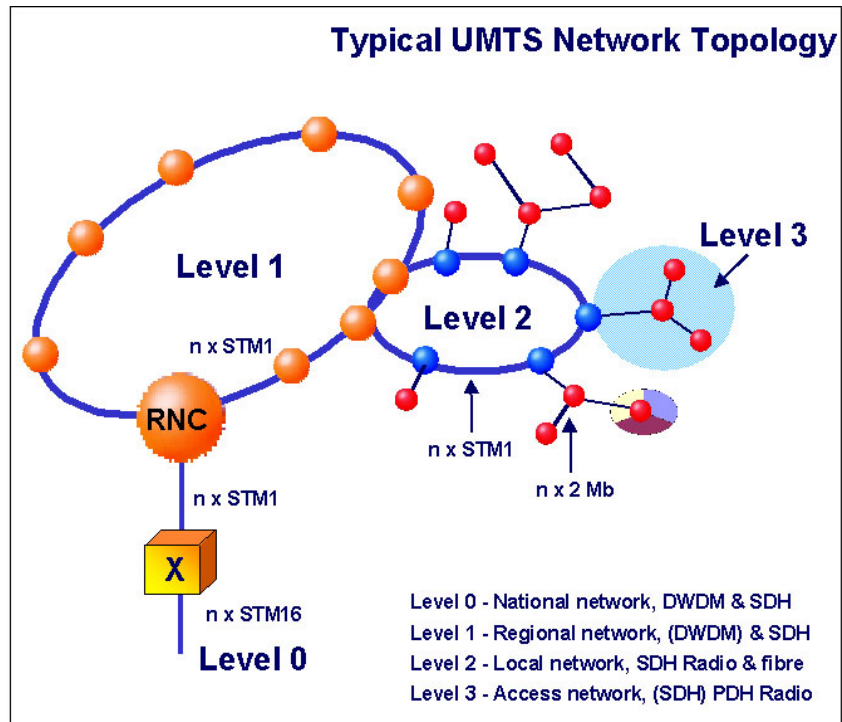 Typical UMTS Network Topology
Level 3
Level 1
Level 2
n x STM1
RNC
n x STM1
n x 2 Mb
n x STM1
X
n x STM16
Level 0
Level 0 - National network, DWDM & SDH
Level 1 - Regional network, (DWDM) & SDH
Level 2 - Local network, SDH Radio & fibre
Level 3 - Access network, (SDH) PDH Radio